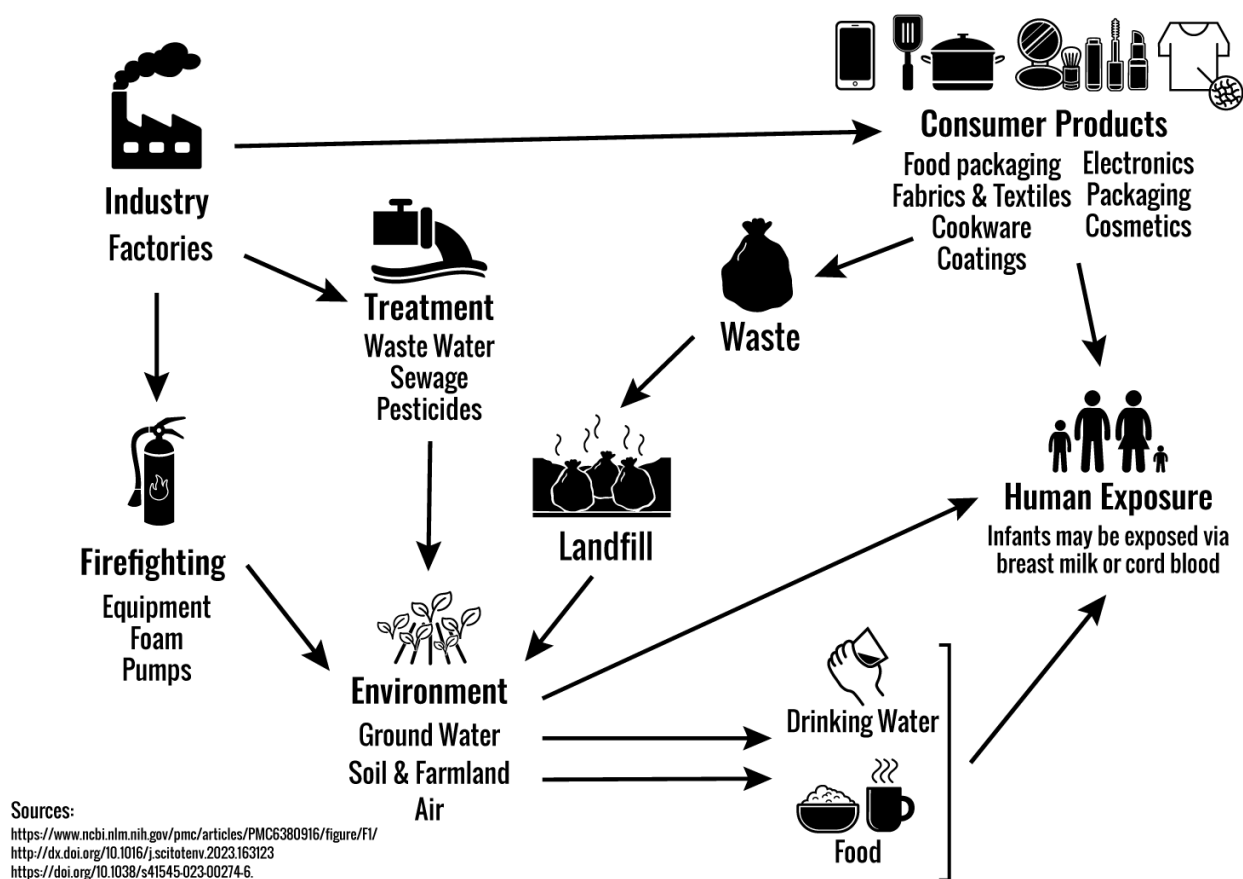 Industry
Factories
Consumer Products
Food packaging
Fabrics & Textiles
Cookware
Coatings
Electronics
Packaging
Cosmetics
Treatment
Waste Water
Sewage
Pesticides
Waste
Firefighting
Equipment
Foam
Pumps
Landfill
Human Exposure
Infants may be exposed via
breast milk or cord blood
Environment
Ground Water
Soil & Farmland
Air
Drinking Water
Food
Sources:
https://www.ncbi.nlm.nih.gov/pmc/articles/PMC6380916/figure/F1/
http://dx.doi.org/10.1016/j.scitotenv.2023.163123
https://doi.org/10.1038/s41545-023-00274-6.